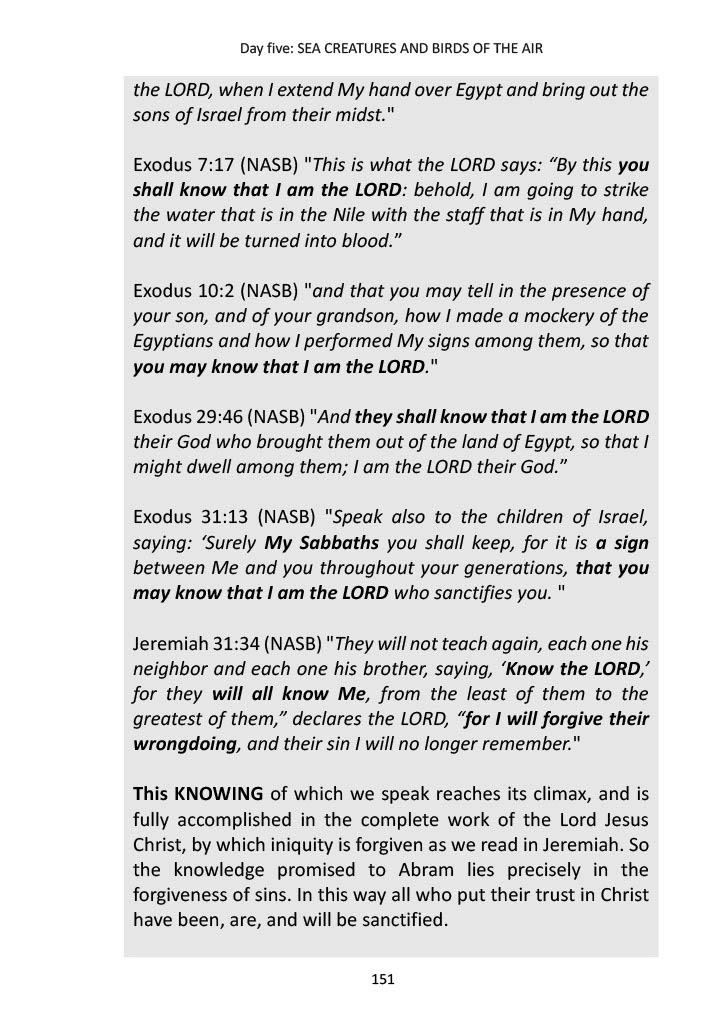 Day five: SEA CREATURES AND BIRDS OF THE AIR
the LORD, when I extend My hand over Egypt and bring out the
sons of Israel from their midst."
Exodus 7:17 (NASB) "This is what the LORD says: “By this you
shall know that I am the LORD: behold, I am going to strike
the water that is in the Nile with the staff that is in My hand,
and it will be turned into blood.”
Exodus 10:2 (NASB) "and that you may tell in the presence of
your son, and of your grandson, how I made a mockery of the
Egyptians and how I performed My signs among them, so that
you may know that I am the LORD."
Exodus 29:46 (NASB) "And they shall know that I am the LORD
their God who brought them out of the land of Egypt, so that I
might dwell among them; I am the LORD their God.”
Exodus 31:13 (NASB) "Speak also to the children of Israel,
saying: ‘Surely My Sabbaths you shall keep, for it is a sign
between Me and you throughout your generations, that you
may know that I am the LORD who sanctifies you. "
Jeremiah 31:34 (NASB) "They will not teach again, each one his
neighbor and each one his brother, saying, ‘Know the LORD,’
for they will all know Me, from the least of them to the
greatest of them,” declares the LORD, “for I will forgive their
wrongdoing, and their sin I will no longer remember."
This KNOWING of which we speak reaches its climax, and is
fully accomplished in the complete work of the Lord Jesus
Christ, by which iniquity is forgiven as we read in Jeremiah. So
the knowledge promised to Abram lies precisely in the
forgiveness of sins. In this way all who put their trust in Christ
have been, are, and will be sanctified.
151